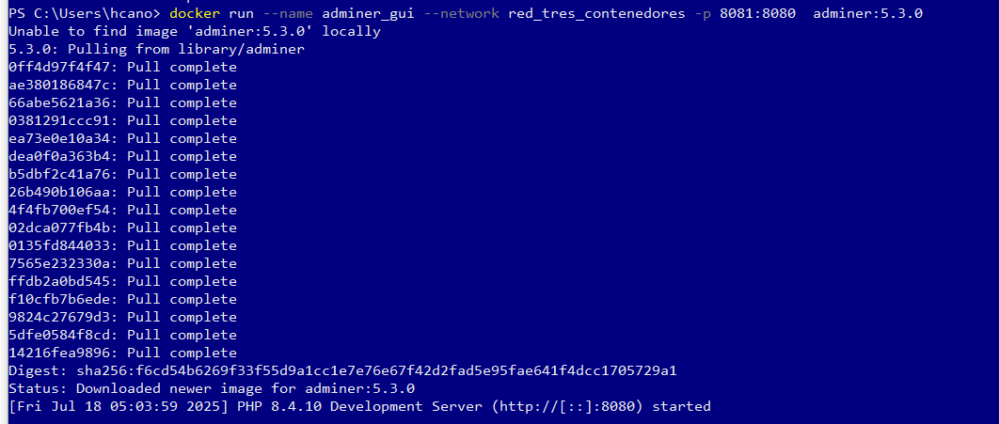 PS C:\Users\hcano> docker run --name adminer_gui --network red_tres_contenedores -p 8081:8080  adminer:5.3.0
Unable to find image 'adminer:5.3.0' locally
5.3.0: Pulling from library/adminer
0ff4d97f4f47: Pull complete
ae380186847c: Pull complete
66abe5621a36: Pull complete
0381291ccc91: Pull complete
ea73e0e10a34: Pull complete
dea0f0a363b4: Pull complete
b5dbf2c41a76: Pull complete
26b490b106aa: Pull complete
4f4fb700ef54: Pull complete
02dca077fb4b: Pull complete
0135fd844033: Pull complete
7565e232330a: Pull complete
ffdb2a0bd545: Pull complete
f10cfb7b6ede: Pull complete
9824c27679d3: Pull complete
5dfe0584f8cd: Pull complete
14216fea9896: Pull complete
Digest: sha256:f6cd54b6269f33f55d9a1cc1e7e76e67f42d2fad5e95fae641f4dcc1705729a1
Status: Downloaded newer image for adminer:5.3.0
[Fri Jul 18 05:03:59 2025] PHP 8.4.10 Development Server (http://[::]:8080) started